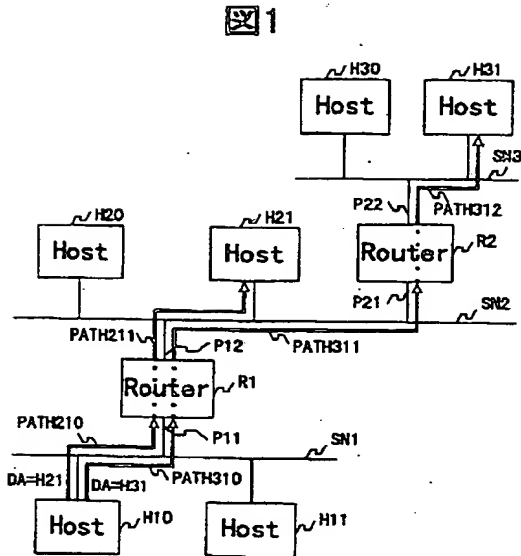 図1
H30
H31
Host
Host
SN3
P22
PATH312
H20
H21
Host
Host
Router
R2
P21
SN2
PATH211
P12
PATH311
Router
R1
PATH210
P11
SN1
DA=H21
DA=H31
PATH310
Host
H10
Host
H11